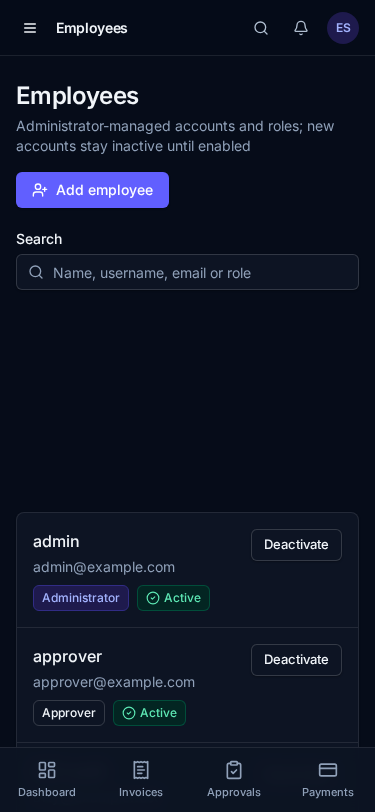 Employees
ES
Employees
Administrator-managed accounts and roles; new
accounts stay inactive until enabled
Add employee
Search
Name, username, email or role
admin
Deactivate
admin@example.com
Administrator
Active
approver
Deactivate
approver@example.com
Approver
Active
Dashboard
Invoices
Approvals
Payments